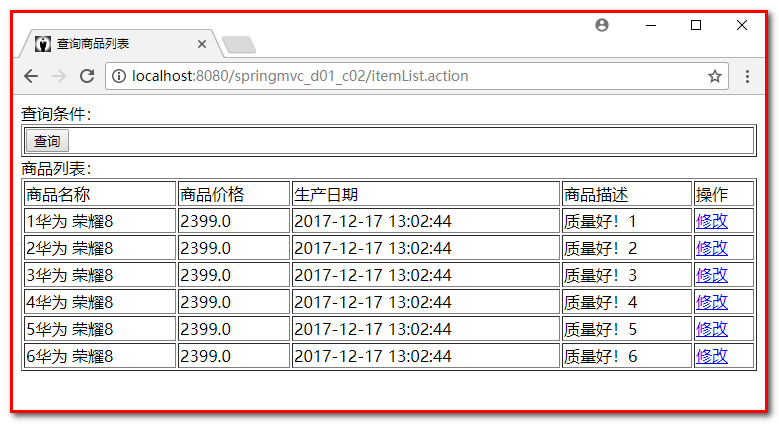 查询商品列表
localhost:8080/springmvc_d01_c02/itemList.action
查询条件：
查询
商品列表：
商品名称 商品价格 生产日期 商品描述 操作
1华为 荣耀8 2399.0 2017-12-17 13:02:44 质量好！1 修改
2华为 荣耀8 2399.0 2017-12-17 13:02:44 质量好！2 修改
3华为 荣耀8 2399.0 2017-12-17 13:02:44 质量好！3 修改
4华为 荣耀8 2399.0 2017-12-17 13:02:44 质量好！4 修改
5华为 荣耀8 2399.0 2017-12-17 13:02:44 质量好！5 修改
6华为 荣耀8 2399.0 2017-12-17 13:02:44 质量好！6 修改